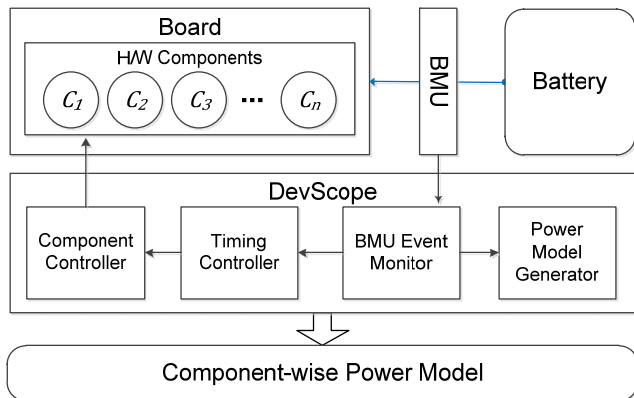 Board
H/W Components
C1 C2 C3 ... Cn
BMU
Battery
DevScope
Component
Controller
Timing
Controller
BMU Event
Monitor
Power
Model
Generator
Component-wise Power Model